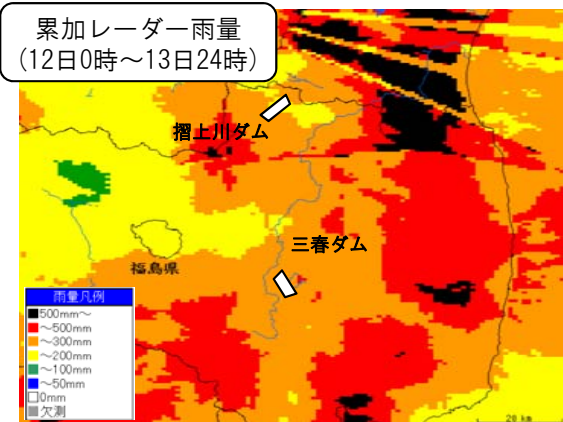 累加レーダー雨量
(12日0時～13日24時)
摺上川ダム
三春ダム
福島県
雨量凡例
500mm～
～500mm
～300mm
～200mm
～100mm
～50mm
0mm
欠測
20 km